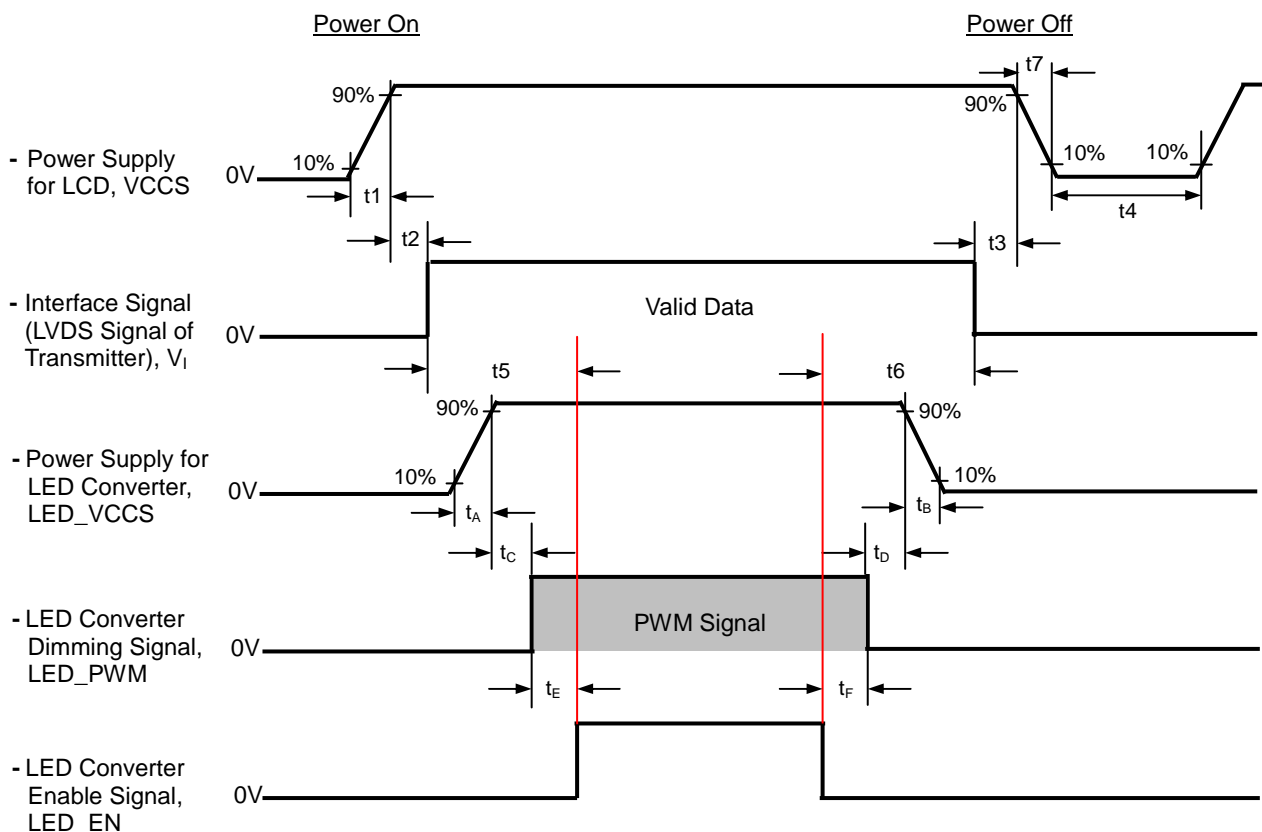 Power On
Power Off
t7
90%
90%
- Power Supply
for LCD, VCCS
10%
10%
10%
0V
t1
t4
t2
t3
- Interface Signal
(LVDS Signal of
Transmitter), VI
0V
Valid Data
t5
t6
90%
90%
- Power Supply for
LED Converter,
LED_VCCS
10%
10%
0V
tA
tB
tC
tD
- LED Converter
Dimming Signal,
LED_PWM
0V
PWM Signal
tE
tF
- LED Converter
Enable Signal,
LED_EN
0V